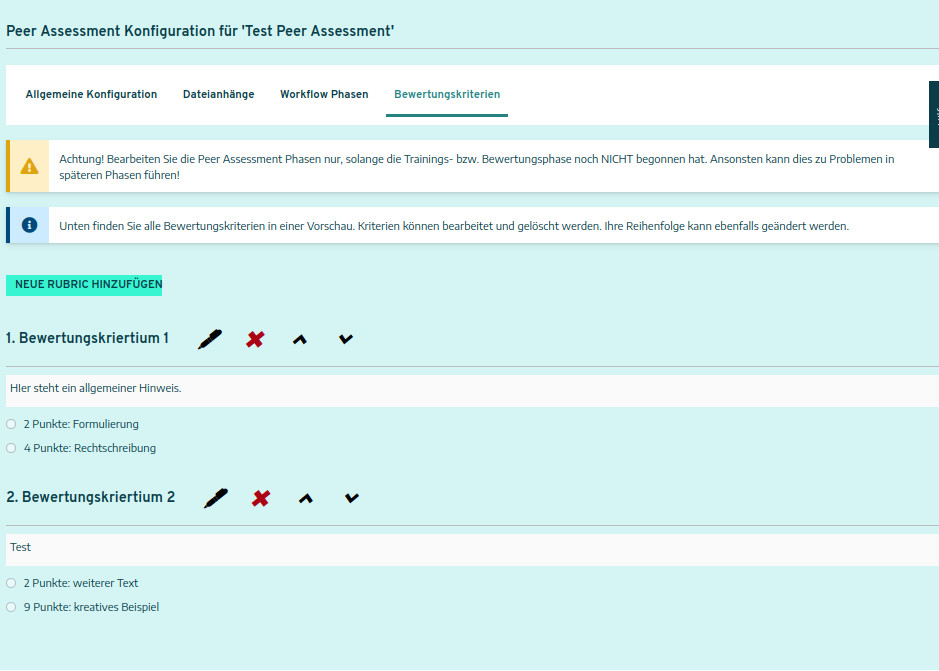 Peer Assessment Konfiguration für 'Test Peer Assessment'
Allgemeine Konfiguration Dateianhänge Workflow Phasen Bewertungskriterien
Achtung! Bearbeiten Sie die Peer Assessment Phasen nur, solange die Trainings- bzw. Bewertungsphase noch NICHT begonnen hat. Ansonsten kann dies zu Problemen in
späteren Phasen führen!
Unten finden Sie alle Bewertungskriterien in einer Vorschau. Kriterien können bearbeitet und gelöscht werden. Ihre Reihenfolge kann ebenfalls geändert werden.
NEUE RUBRIC HINZUFÜGEN
1. Bewertungskriertium 1
HIer steht ein allgemeiner Hinweis.
2 Punkte: Formulierung
4 Punkte: Rechtschreibung
2. Bewertungskriertium 2
Test
2 Punkte: weiterer Text
9 Punkte: kreatives Beispiel